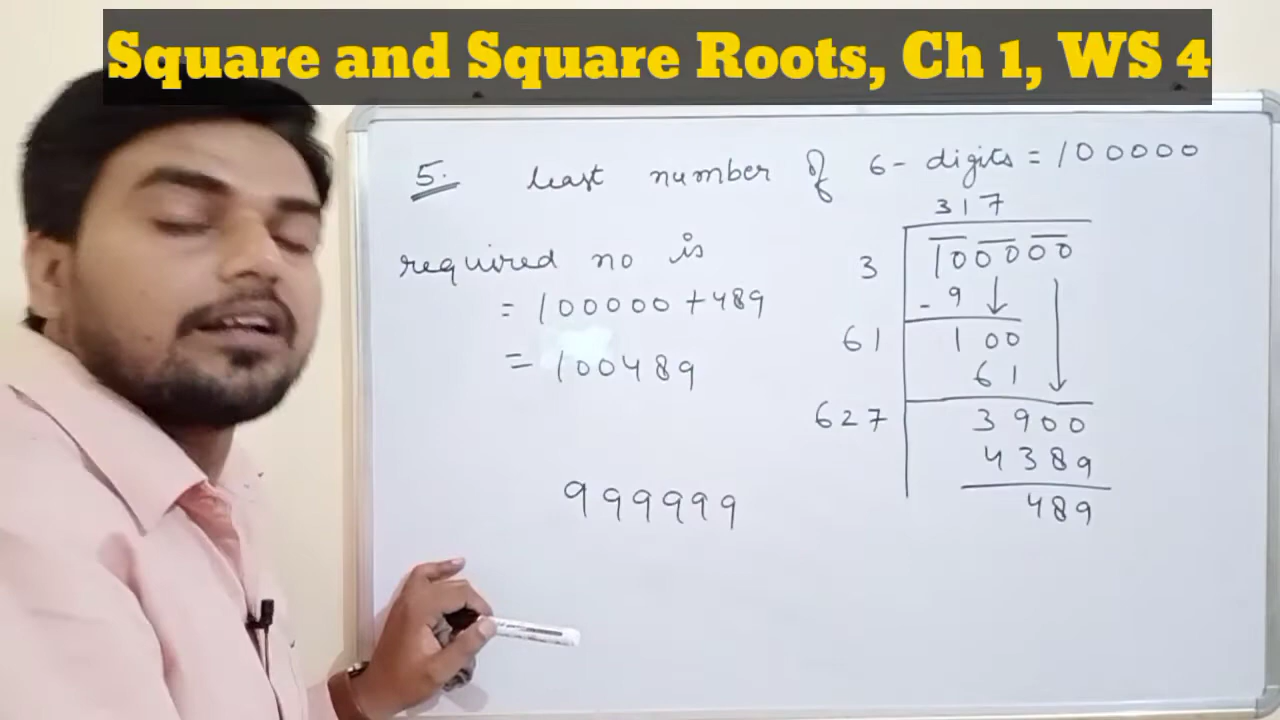 Square and Square Roots, Ch 1, WS 4
5. least number of 6- digits = 100000
required no is
= 100000 + 489
= 100489
999999
317
3 100000
- 9
61 100
61
627 3900
4389
489